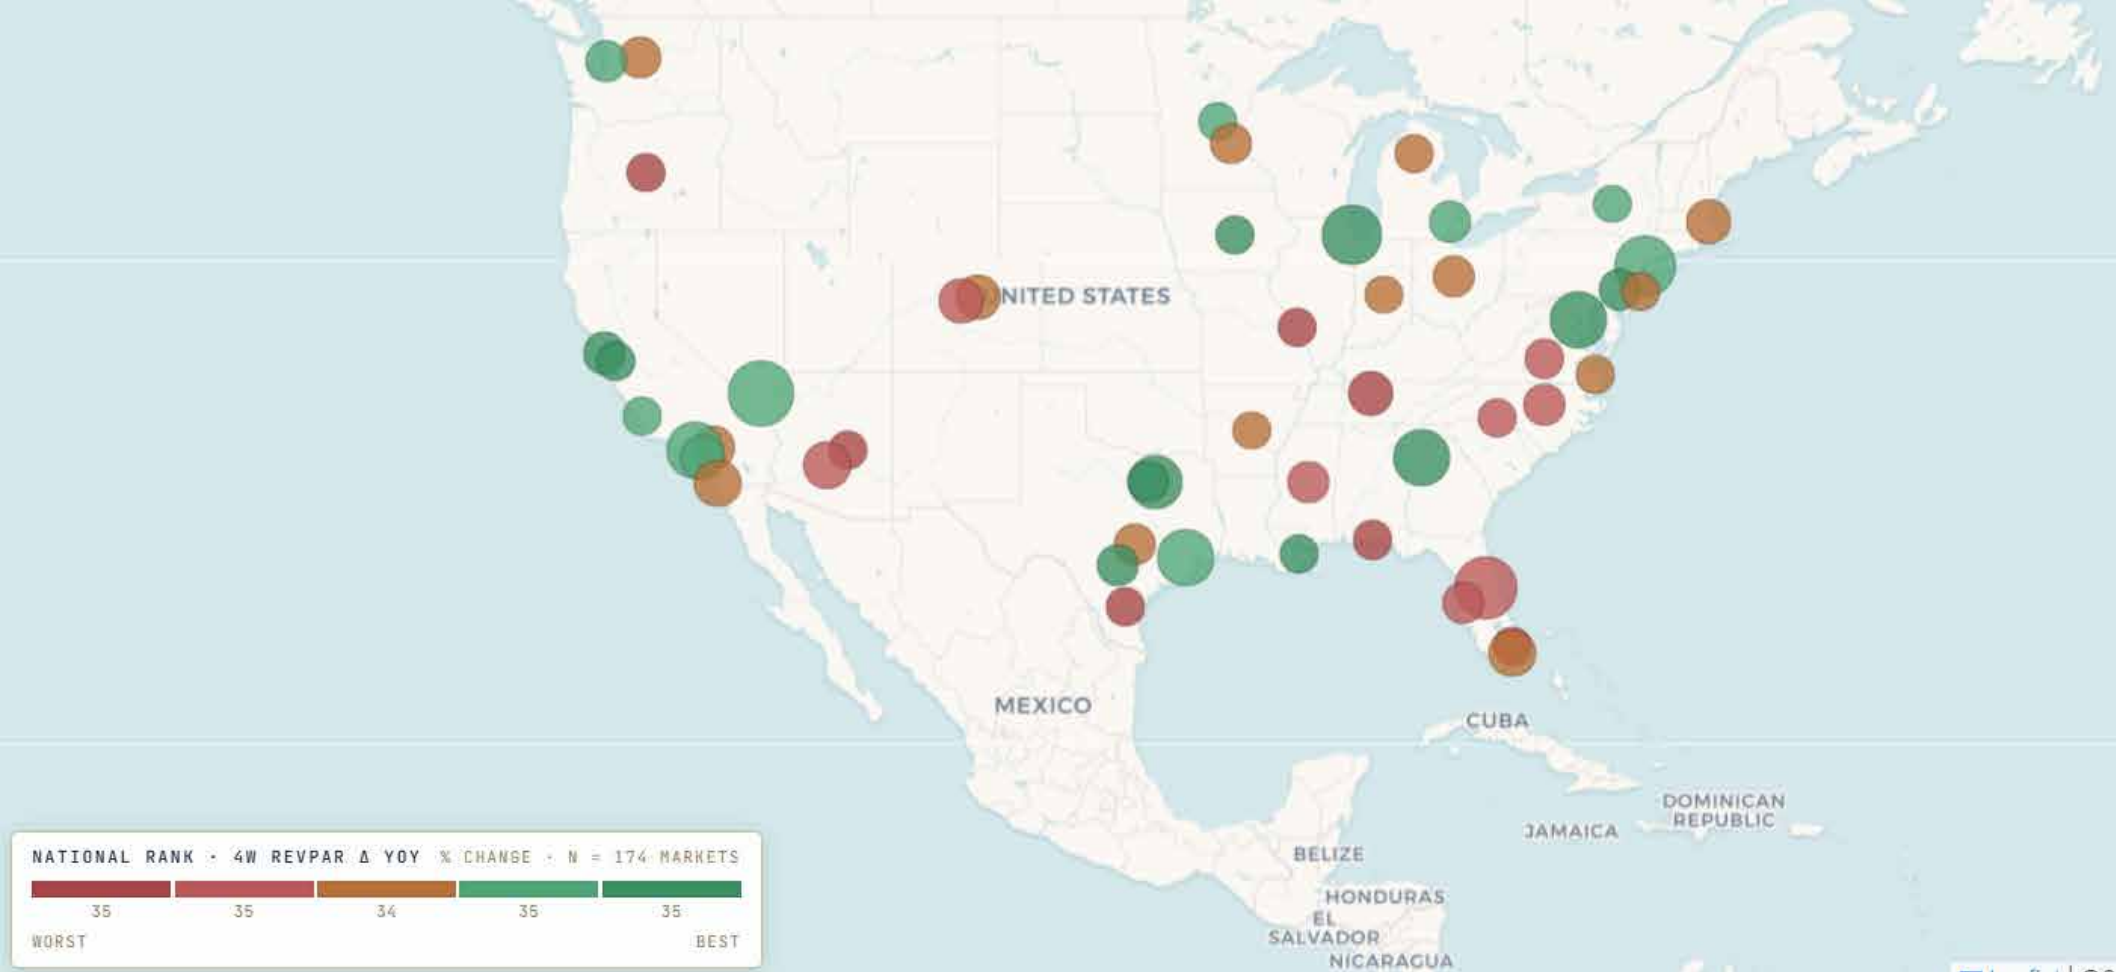 NITED STATES
MEXICO
CUBA
DOMINICAN
REPUBLIC
JAMAICA
BELIZE
HONDURAS
EL
SALVADOR
NICARAGUA
NATIONAL RANK · 4W REVPAR Δ YOY % CHANGE · N = 174 MARKETS
35 35 34 35 35
WORST BEST